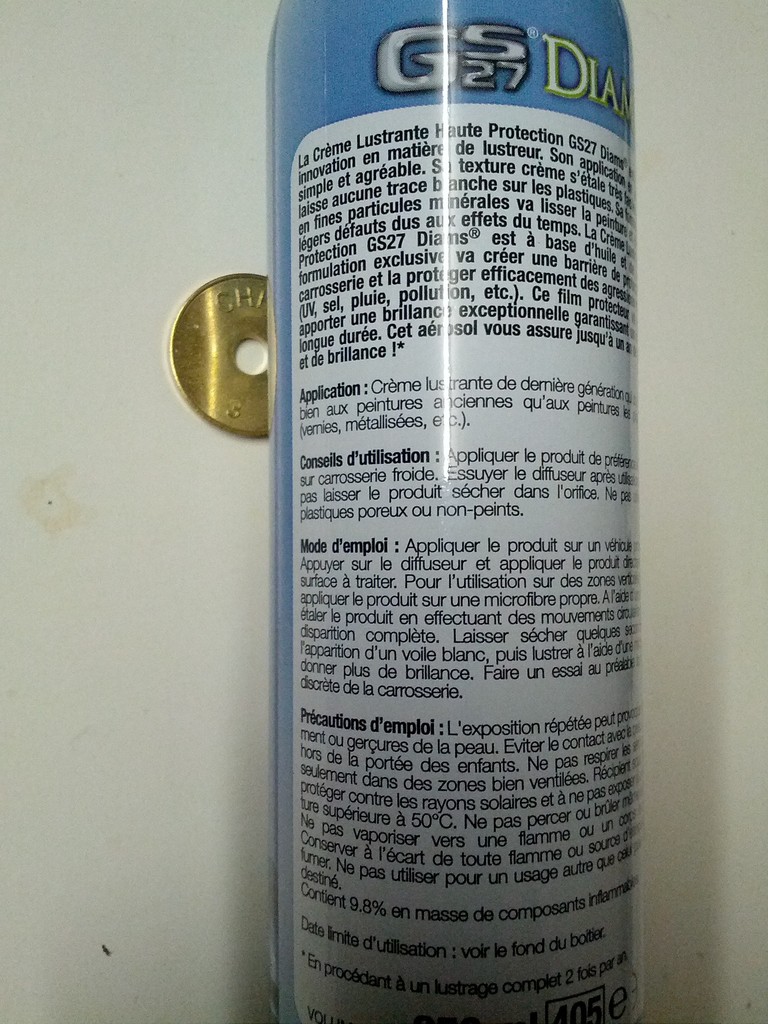 GS27® DIAM
CHA
3
La Crème Lustrante Haute Protection GS27 Diams®
innovation en matière de lustreur. Son application
simple et agréable. Sa texture crème s'étale très
laisse aucune trace blanche sur les plastiques. Sa
en fines particules minérales va lisser la peinture
légers défauts dus aux effets du temps. La Crème
Protection GS27 Diams® est à base d'huile et
formulation exclusive va créer une barrière de
carrosserie et la protéger efficacement des
(UV, sel, pluie, pollution, etc.). Ce film protecteur
apporter une brillance exceptionnelle garantissant
longue durée. Cet aérosol vous assure jusqu'à un an
et de brillance !*
Application : Crème lustrante de dernière génération
bien aux peintures anciennes qu'aux peintures les
(vernies, métallisées, etc.).
Conseils d'utilisation : Appliquer le produit de
sur carrosserie froide. Essuyer le diffuseur après
pas laisser le produit sécher dans l'orifice. Ne pas
plastiques poreux ou non-peints.
Mode d'emploi : Appliquer le produit sur un véhicule
Appuyer sur le diffuseur et appliquer le produit
surface à traiter. Pour l'utilisation sur des zones
appliquer le produit sur une microfibre propre. A l'aide
étaler le produit en effectuant des mouvements
disparition complète. Laisser sécher quelques
l'apparition d'un voile blanc, puis lustrer à l'aide d'une
donner plus de brillance. Faire un essai au préalable
discrète de la carrosserie.
Précautions d'emploi : L'exposition répétée peut
ment ou gerçures de la peau. Eviter le contact avec
hors de la portée des enfants. Ne pas respirer les
seulement dans des zones bien ventilées. Récipient
protéger contre les rayons solaires et à ne pas exposer
ture supérieure à 50°C. Ne pas percer ou brûler
Ne pas vaporiser vers une flamme ou un corps
Conserver à l'écart de toute flamme ou source
fumer. Ne pas utiliser pour un usage autre que celui
destiné.
Contient 9.8% en masse de composants inflammables
Date limite d'utilisation : voir le fond du boitier.
* En procédant à un lustrage complet 2 fois par an.
405 e